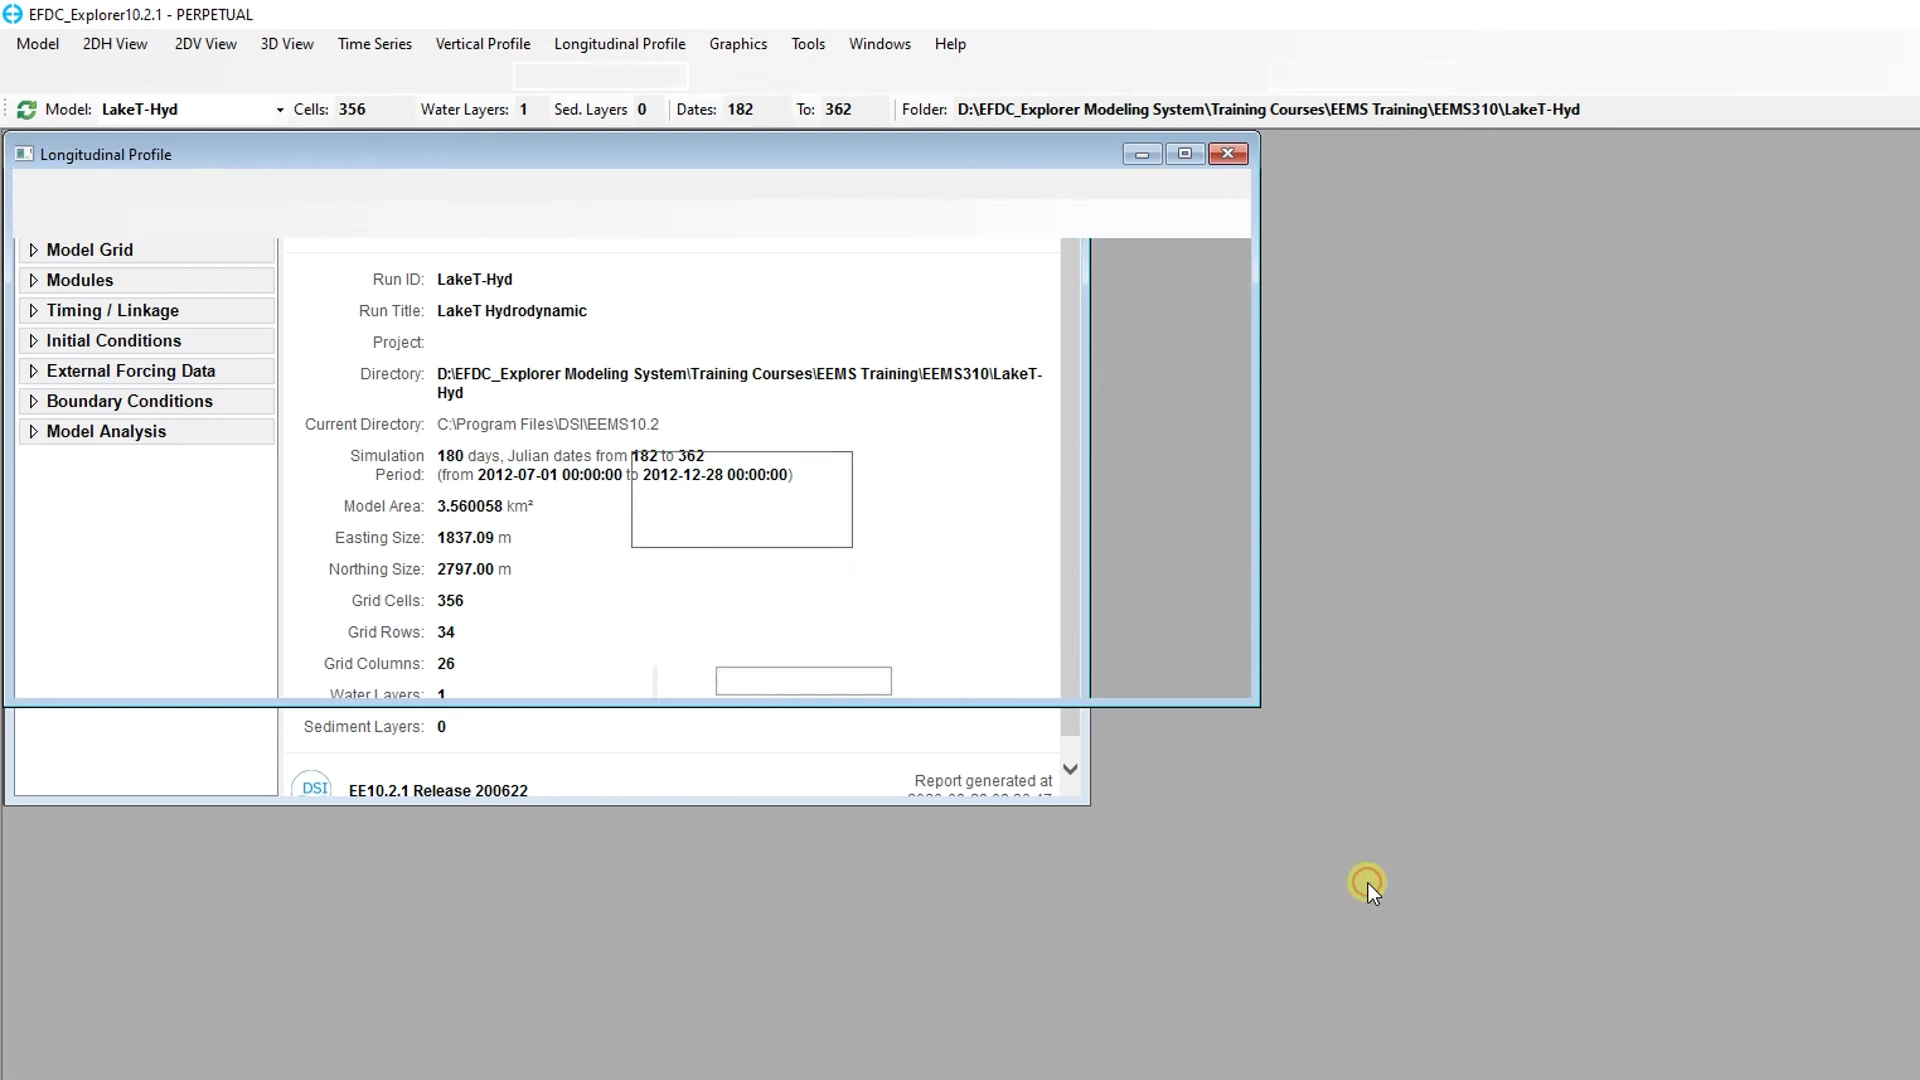 EFDC_Explorer10.2.1 - PERPETUAL
Model 2DH View 2DV View 3D View Time Series Vertical Profile Longitudinal Profile Graphics Tools Windows Help
Model: LakeT-Hyd Cells: 356 Water Layers: 1 Sed. Layers 0 Dates: 182 To: 362 Folder: D:\EFDC_Explorer Modeling System\Training Courses\EEMS Training\EEMS310\LakeT-Hyd
Longitudinal Profile
Model Grid
Modules
Timing / Linkage
Initial Conditions
External Forcing Data
Boundary Conditions
Model Analysis
Run ID: LakeT-Hyd
Run Title: LakeT Hydrodynamic
Project:
Directory: D:\EFDC_Explorer Modeling System\Training Courses\EEMS Training\EEMS310\LakeT-
Hyd
Current Directory: C:\Program Files\DSI\EEMS10.2
Simulation 180 days, Julian dates from 182 to 362
Period: (from 2012-07-01 00:00:00 to 2012-12-28 00:00:00)
Model Area: 3.560058 km²
Easting Size: 1837.09 m
Northing Size: 2797.00 m
Grid Cells: 356
Grid Rows: 34
Grid Columns: 26
Water Layers: 1
Sediment Layers: 0
DSI EE10.2.1 Release 200622
Report generated at